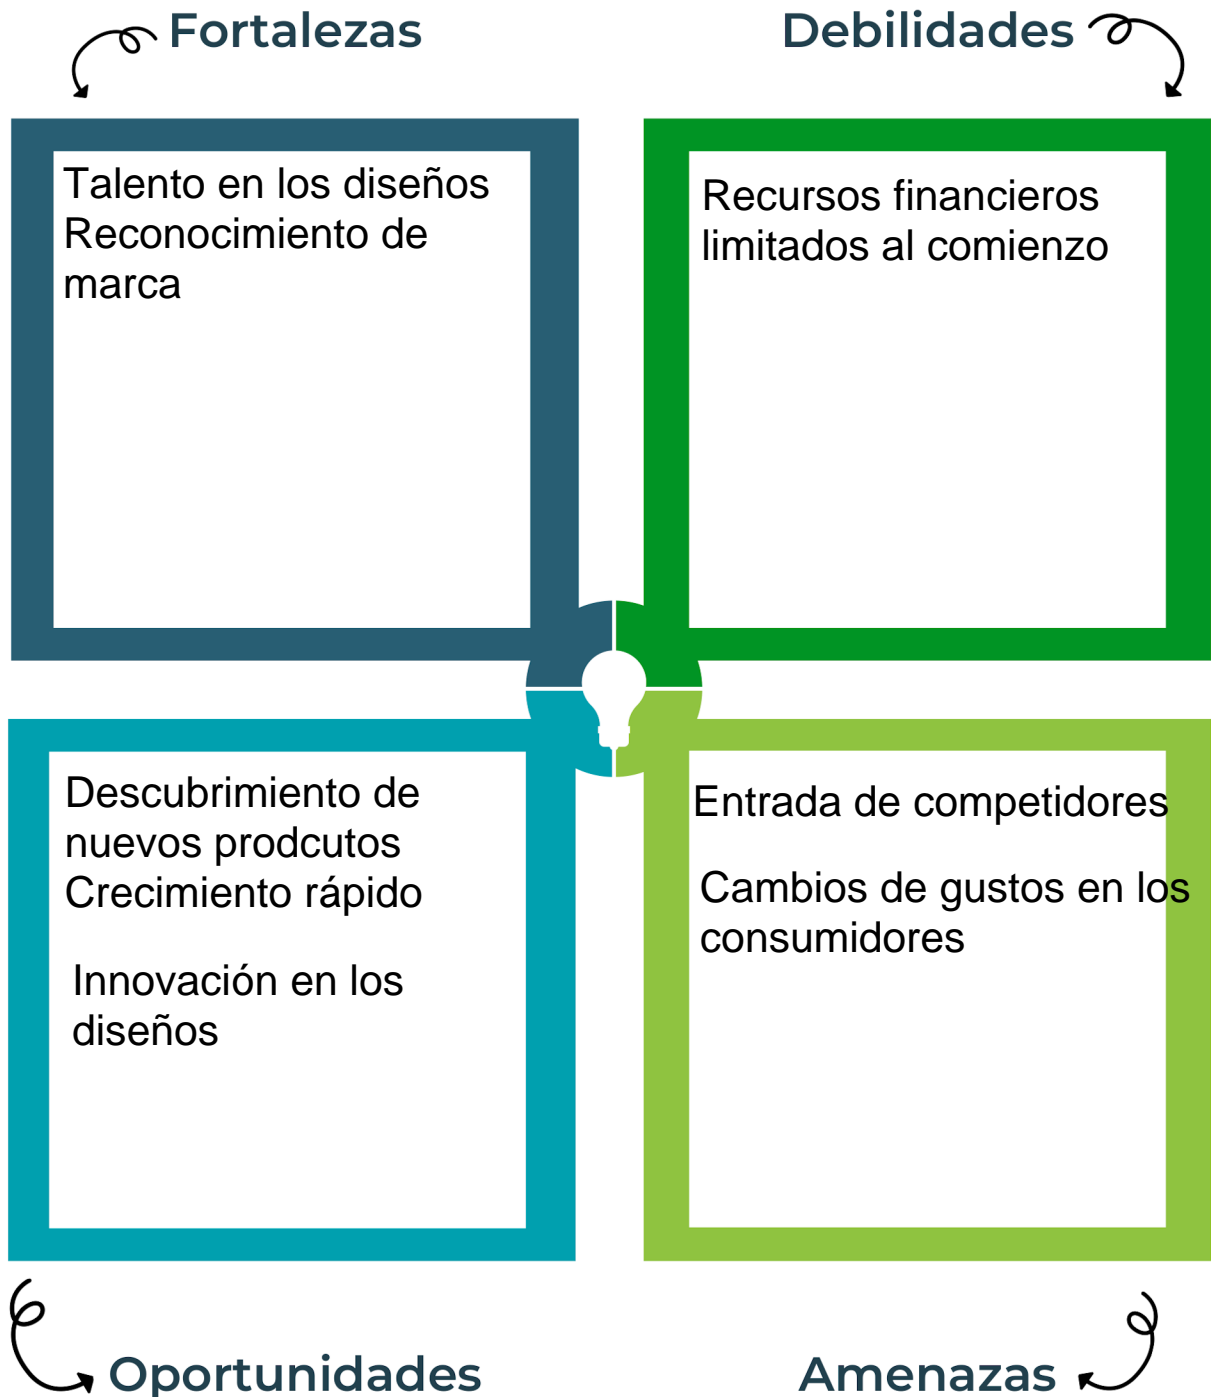 Fortalezas
Talento en los diseños
Reconocimiento de
marca
Debilidades
Recursos financieros
limitados al comienzo
Descubrimiento de
nuevos prodcutos
Crecimiento rápido
Innovación en los
diseños
Oportunidades
Entrada de competidores
Cambios de gustos en los
consumidores
Amenazas